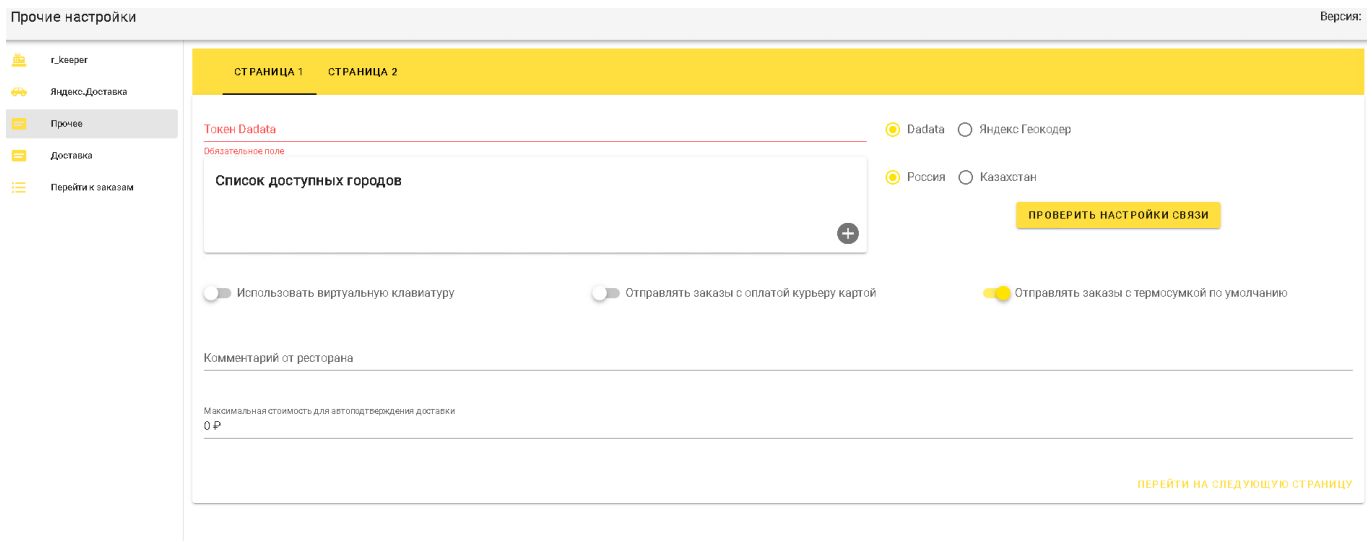 Прочие настройки
Версия:
r_keeper
Яндекс.Доставка
Прочее
Доставка
Перейти к заказам
СТРАНИЦА 1
СТРАНИЦА 2
Токен Dadata
Обязательное поле
Dadata
Яндекс Геокодер
Список доступных городов
Россия
Казахстан
ПРОВЕРИТЬ НАСТРОЙКИ СВЯЗИ
Использовать виртуальную клавиатуру
Отправлять заказы с оплатой курьеру картой
Отправлять заказы с термосумкой по умолчанию
Комментарий от ресторана
Максимальная стоимость для автоподтверждения доставки
0 ₽
ПЕРЕЙТИ НА СЛЕДУЮЩУЮ СТРАНИЦУ